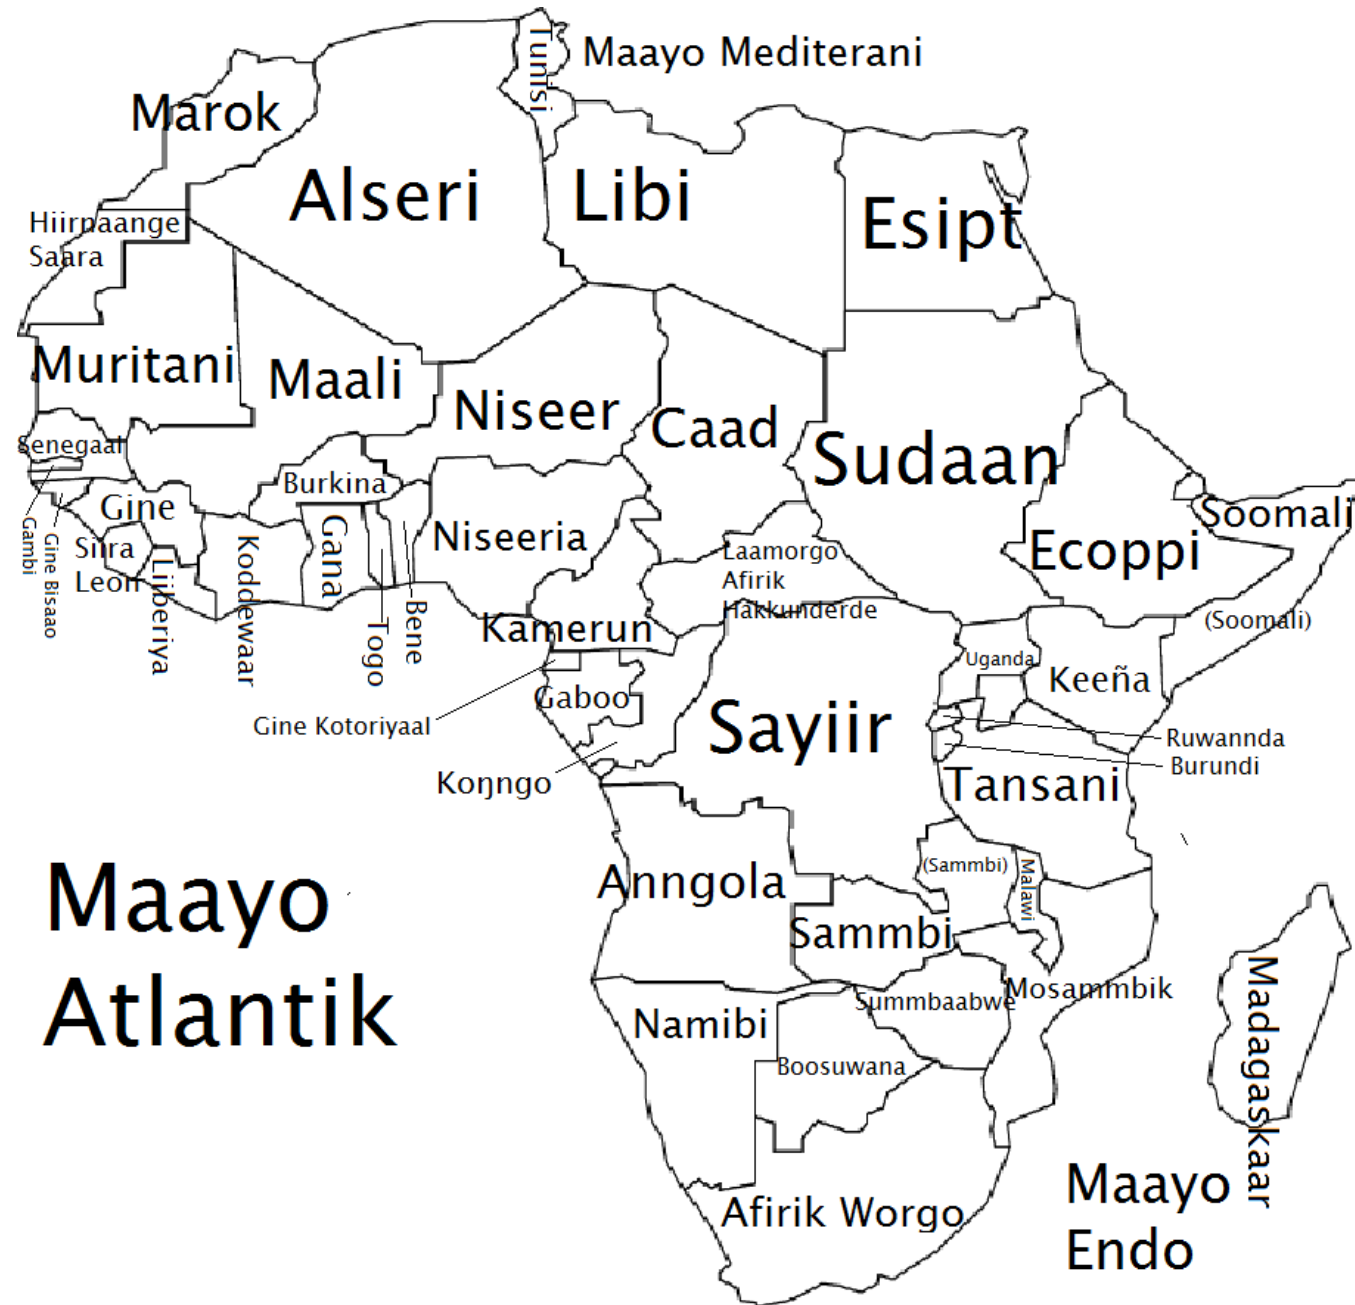 Tunisi
Maayo Mediterani
Marok
Alseri
Libi
Esipt
Hiirnaange
Saara
Muritani
Maali
Niseer
Caad
Sudaan
Senegaal
Gambi
Gine Bisaao
Gine
Burkina
Niseeria
Soomali
Ecoppi
Siira
Leon
Liiberiya
Koddewaar
Gana
Togo
Bene
Laamorgo
Afirik
Hakkunderde
(Soomali)
Kamerun
Uganda
Keeña
Gaboo
Gine Kotoriyaal
Sayiir
Ruwannda
Burundi
Koŋngo
Tansani
Maayo
Atlantik
Anngola
(Sammbi)
Malawi
Sammbi
Mosammbik
Summbaabwe
Madagaskaar
Namibi
Boosuwana
Afirik Worgo
Maayo
Endo